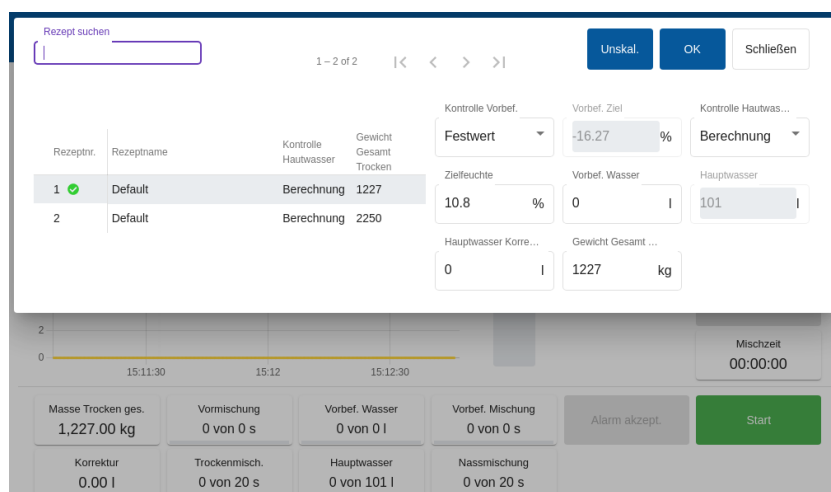 Rezept suchen
1 – 2 of 2
Unskal.
OK
Schließen
Rezeptnr.
Rezeptname
Kontrolle
Hautwasser
Gewicht
Gesamt
Trocken
1
Default
Berechnung
1227
2
Default
Berechnung
2250
Kontrolle Vorbef.
Festwert
Vorbef. Ziel
-16.27
%
Kontrolle Hautwas…
Berechnung
Zielfeuchte
10.8
%
Vorbef. Wasser
0
l
Hauptwasser
101
l
Hauptwasser Korre…
0
l
Gewicht Gesamt …
1227
kg
2
0
15:11:30
15:12
15:12:30
Mischzeit
00:00:00
Masse Trocken ges.
1,227.00 kg
Vormischung
0 von 0 s
Vorbef. Wasser
0 von 0 l
Vorbef. Mischung
0 von 0 s
Alarm akzept.
Start
Korrektur
0.00 l
Trockenmisch.
0 von 20 s
Hauptwasser
0 von 101 l
Nassmischung
0 von 20 s